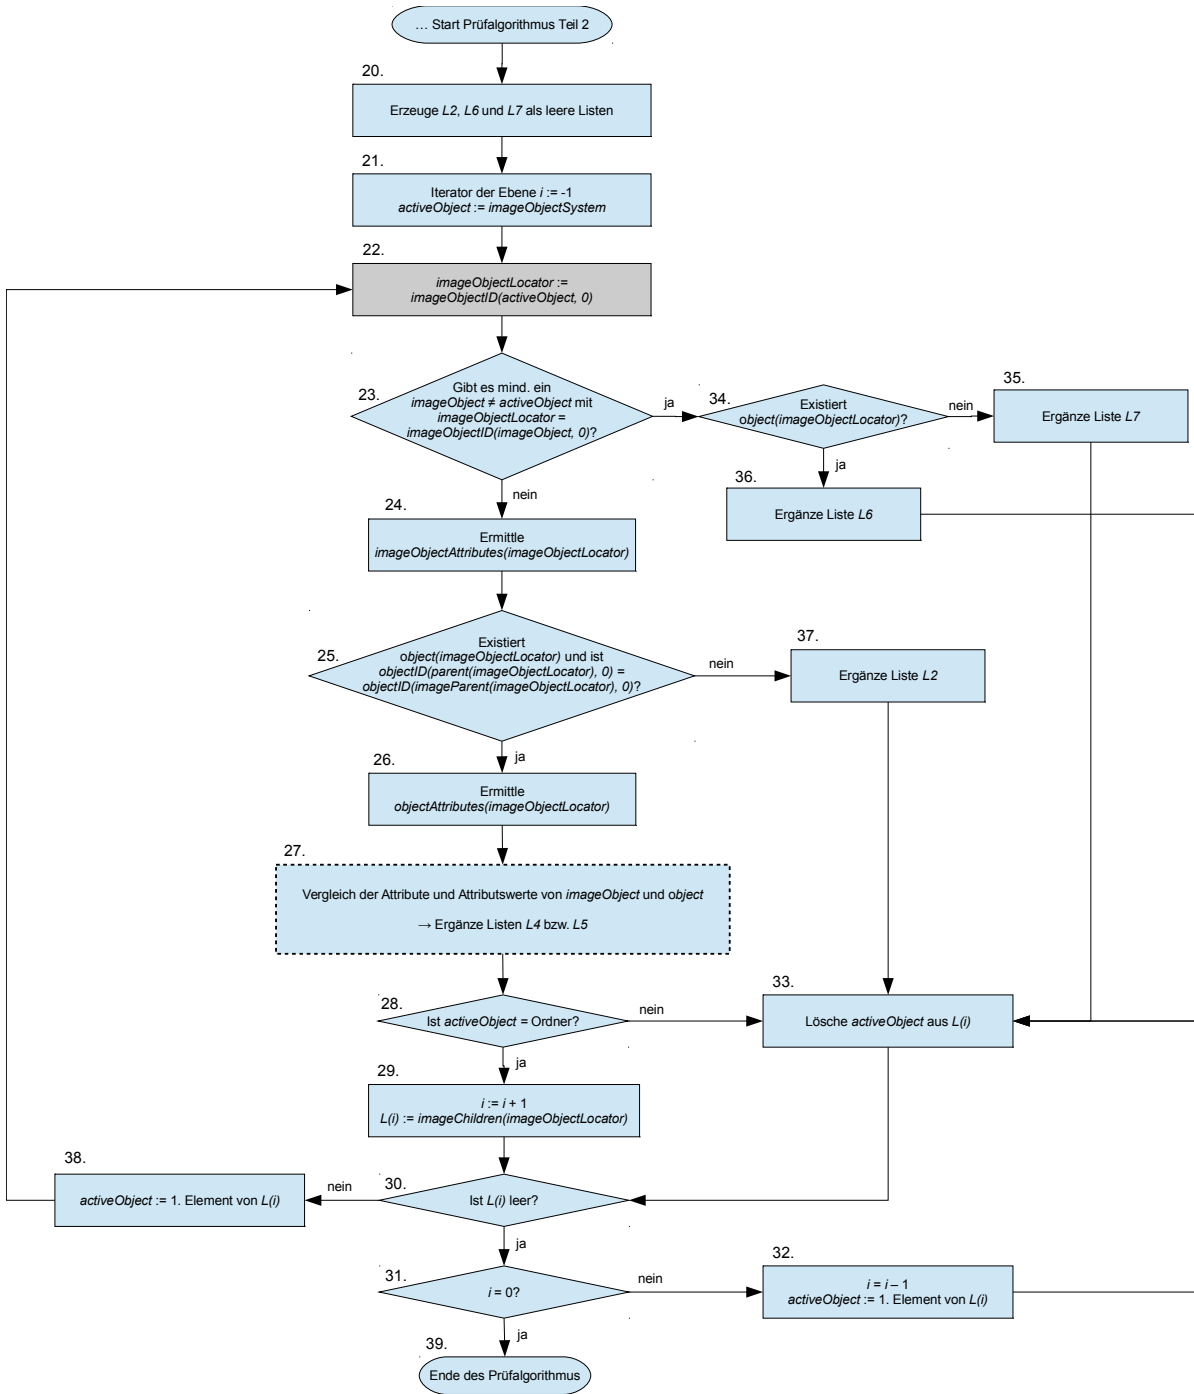 … Start Prüfalgorithmus Teil 2
20.
Erzeuge L2, L6 und L7 als leere Listen
21.
Iterator der Ebene i := -1
activeObject := imageObjectSystem
22.
imageObjectLocator :=
imageObjectID(activeObject, 0)
23.
Gibt es mind. ein
imageObject ≠ activeObject mit
imageObjectLocator =
imageObjectID(imageObject, 0)?
ja
nein
34.
Existiert
object(imageObjectLocator)?
nein
ja
35.
Ergänze Liste L7
36.
Ergänze Liste L6
24.
Ermittle
imageObjectAttributes(imageObjectLocator)
25.
Existiert
object(imageObjectLocator) und ist
objectID(parent(imageObjectLocator), 0) =
objectID(imageParent(imageObjectLocator), 0)?
nein
ja
37.
Ergänze Liste L2
26.
Ermittle
objectAttributes(imageObjectLocator)
27.
Vergleich der Attribute und Attributswerte von imageObject und object
→ Ergänze Listen L4 bzw. L5
28.
Ist activeObject = Ordner?
nein
ja
33.
Lösche activeObject aus L(i)
29.
i := i + 1
L(i) := imageChildren(imageObjectLocator)
30.
Ist L(i) leer?
nein
ja
38.
activeObject := 1. Element von L(i)
31.
i = 0?
nein
ja
32.
i = i – 1
activeObject := 1. Element von L(i)
39.
Ende des Prüfalgorithmus